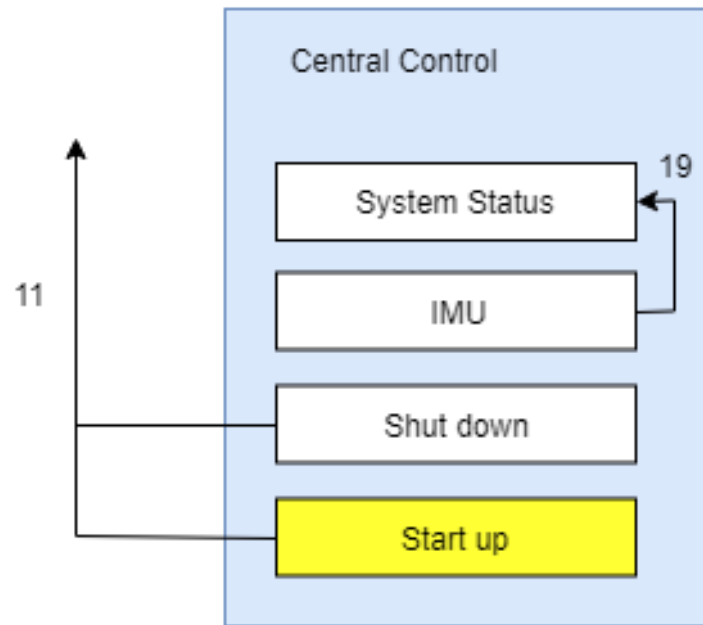 Central Control
19
System Status
11
IMU
Shut down
Start up